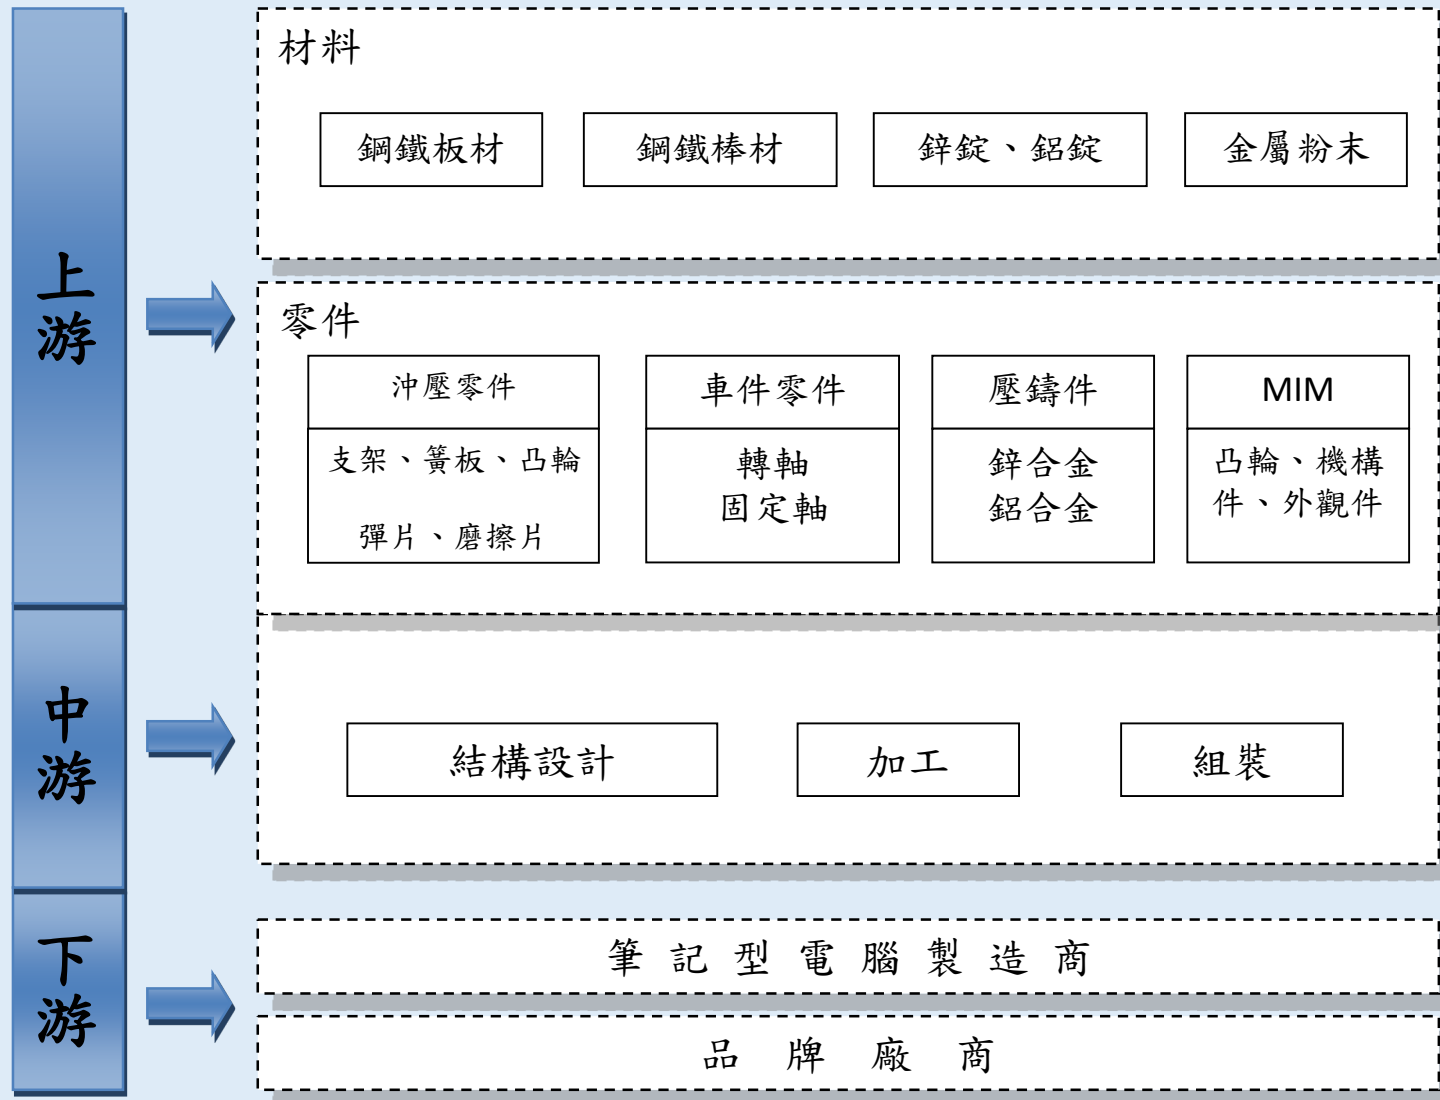 上游
材料
鋼鐵板材
鋼鐵棒材
鋅錠、鋁錠
金屬粉末
零件
沖壓零件
支架、簧板、凸輪
彈片、磨擦片
車件零件
轉軸
固定軸
壓鑄件
鋅合金
鋁合金
MIM
凸輪、機構
件、外觀件
中游
結構設計
加工
組裝
下游
筆記型電腦製造商
品牌廠商